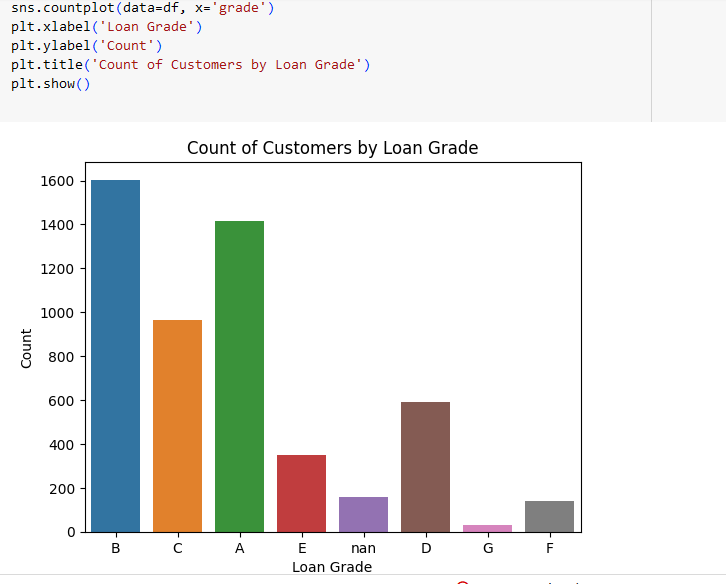 sns.countplot(data=df, x='grade')
plt.xlabel('Loan Grade')
plt.ylabel('Count')
plt.title('Count of Customers by Loan Grade')
plt.show()
Count of Customers by Loan Grade
1600
1400
1200
1000
800
600
400
200
0
Count
B C A E nan D G F
Loan Grade